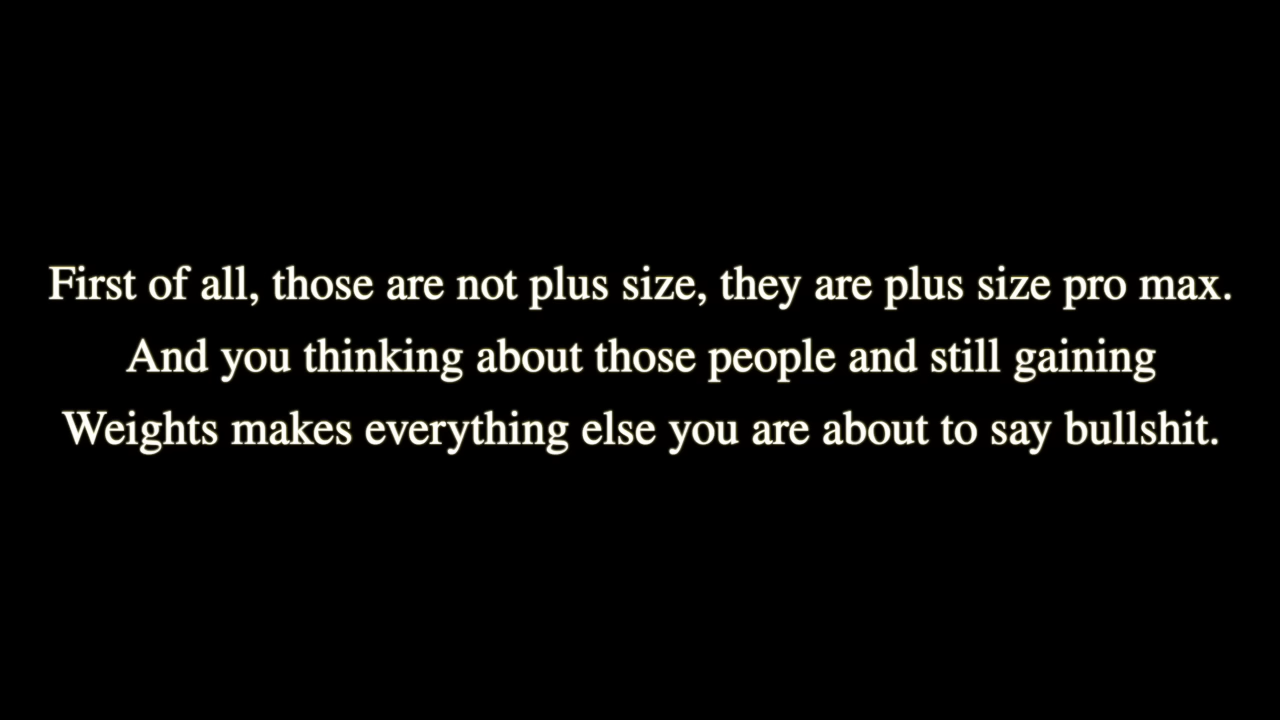 First of all, those are not plus size, they are plus size pro max.
And you thinking about those people and still gaining
Weights makes everything else you are about to say bullshit.